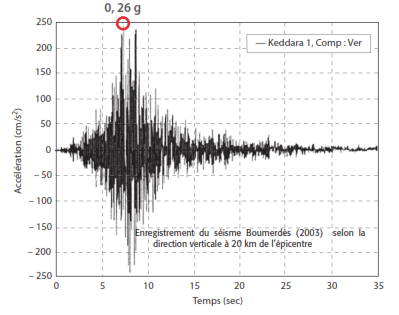 0, 26 g
250
200
150
100
50
0
– 50
– 100
– 150
– 200
– 250
Accélération (cm/s²)
— Keddara 1, Comp : Ver
Enregistrement du séisme Boumerdès (2003) selon la
direction verticale à 20 km de l'épicentre
0 5 10 15 20 25 30 35
Temps (sec)